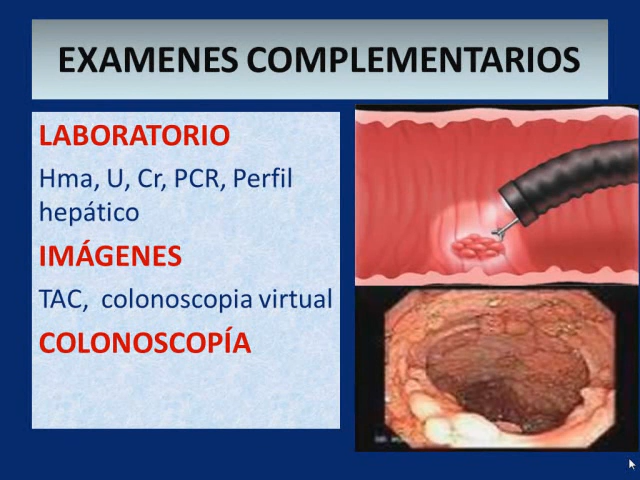 EXAMENES COMPLEMENTARIOS
LABORATORIO
Hma, U, Cr, PCR, Perfil
hepático
IMÁGENES
TAC, colonoscopia virtual
COLONOSCOPÍA